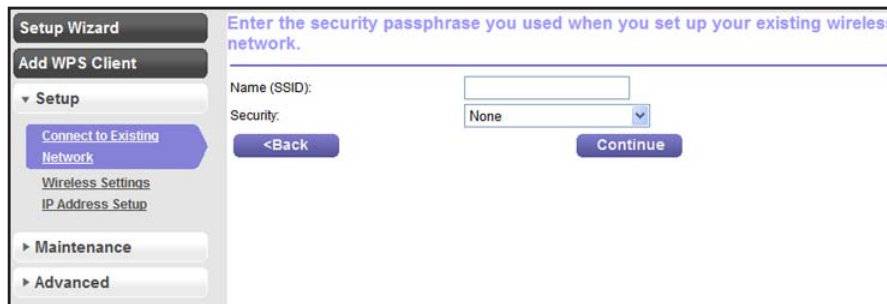 Setup Wizard
Add WPS Client
▼ Setup
Connect to Existing
Network
Wireless Settings
IP Address Setup
▶ Maintenance
▶ Advanced
Enter the security passphrase you used when you set up your existing wireless
network.
Name (SSID):
Security:
None
<Back
Continue